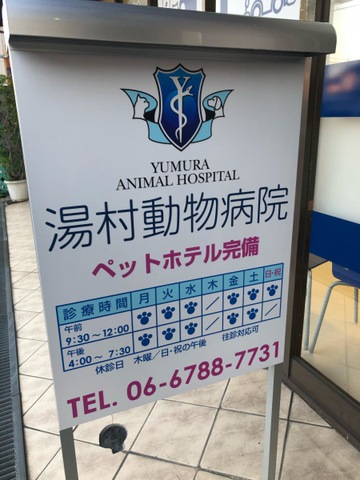 YUMURA
ANIMAL HOSPITAL
湯村動物病院
ペットホテル完備
診療時間 月 火 水 木 金 土 日・祝
午前 9:30～12:00 ／
午後 4:00～ 7:30 ／ ／
休診日 木曜／日・祝の午後 往診対応可
TEL. 06-6788-7731